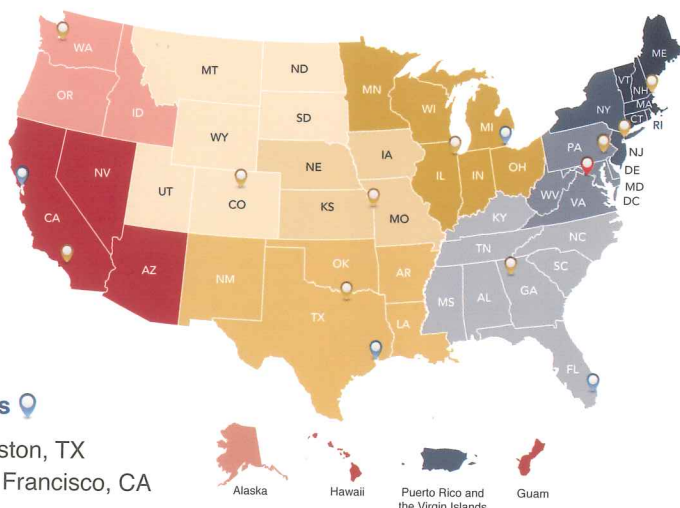 WA
ME
MT
ND
VT
MN
NH
OR
ID
WI
MA
SD
NY
MI
CT
RI
WY
PA
IA
NJ
NE
OH
NV
IL
IN
DE
UT
MD
CO
WV
CA
KS
MO
VA
DC
KY
NC
TN
OK
AZ
NM
AR
SC
MS
AL
GA
TX
LA
FL
s
ston, TX
Francisco, CA
Alaska
Hawaii
Puerto Rico and
the Virgin Islands
Guam